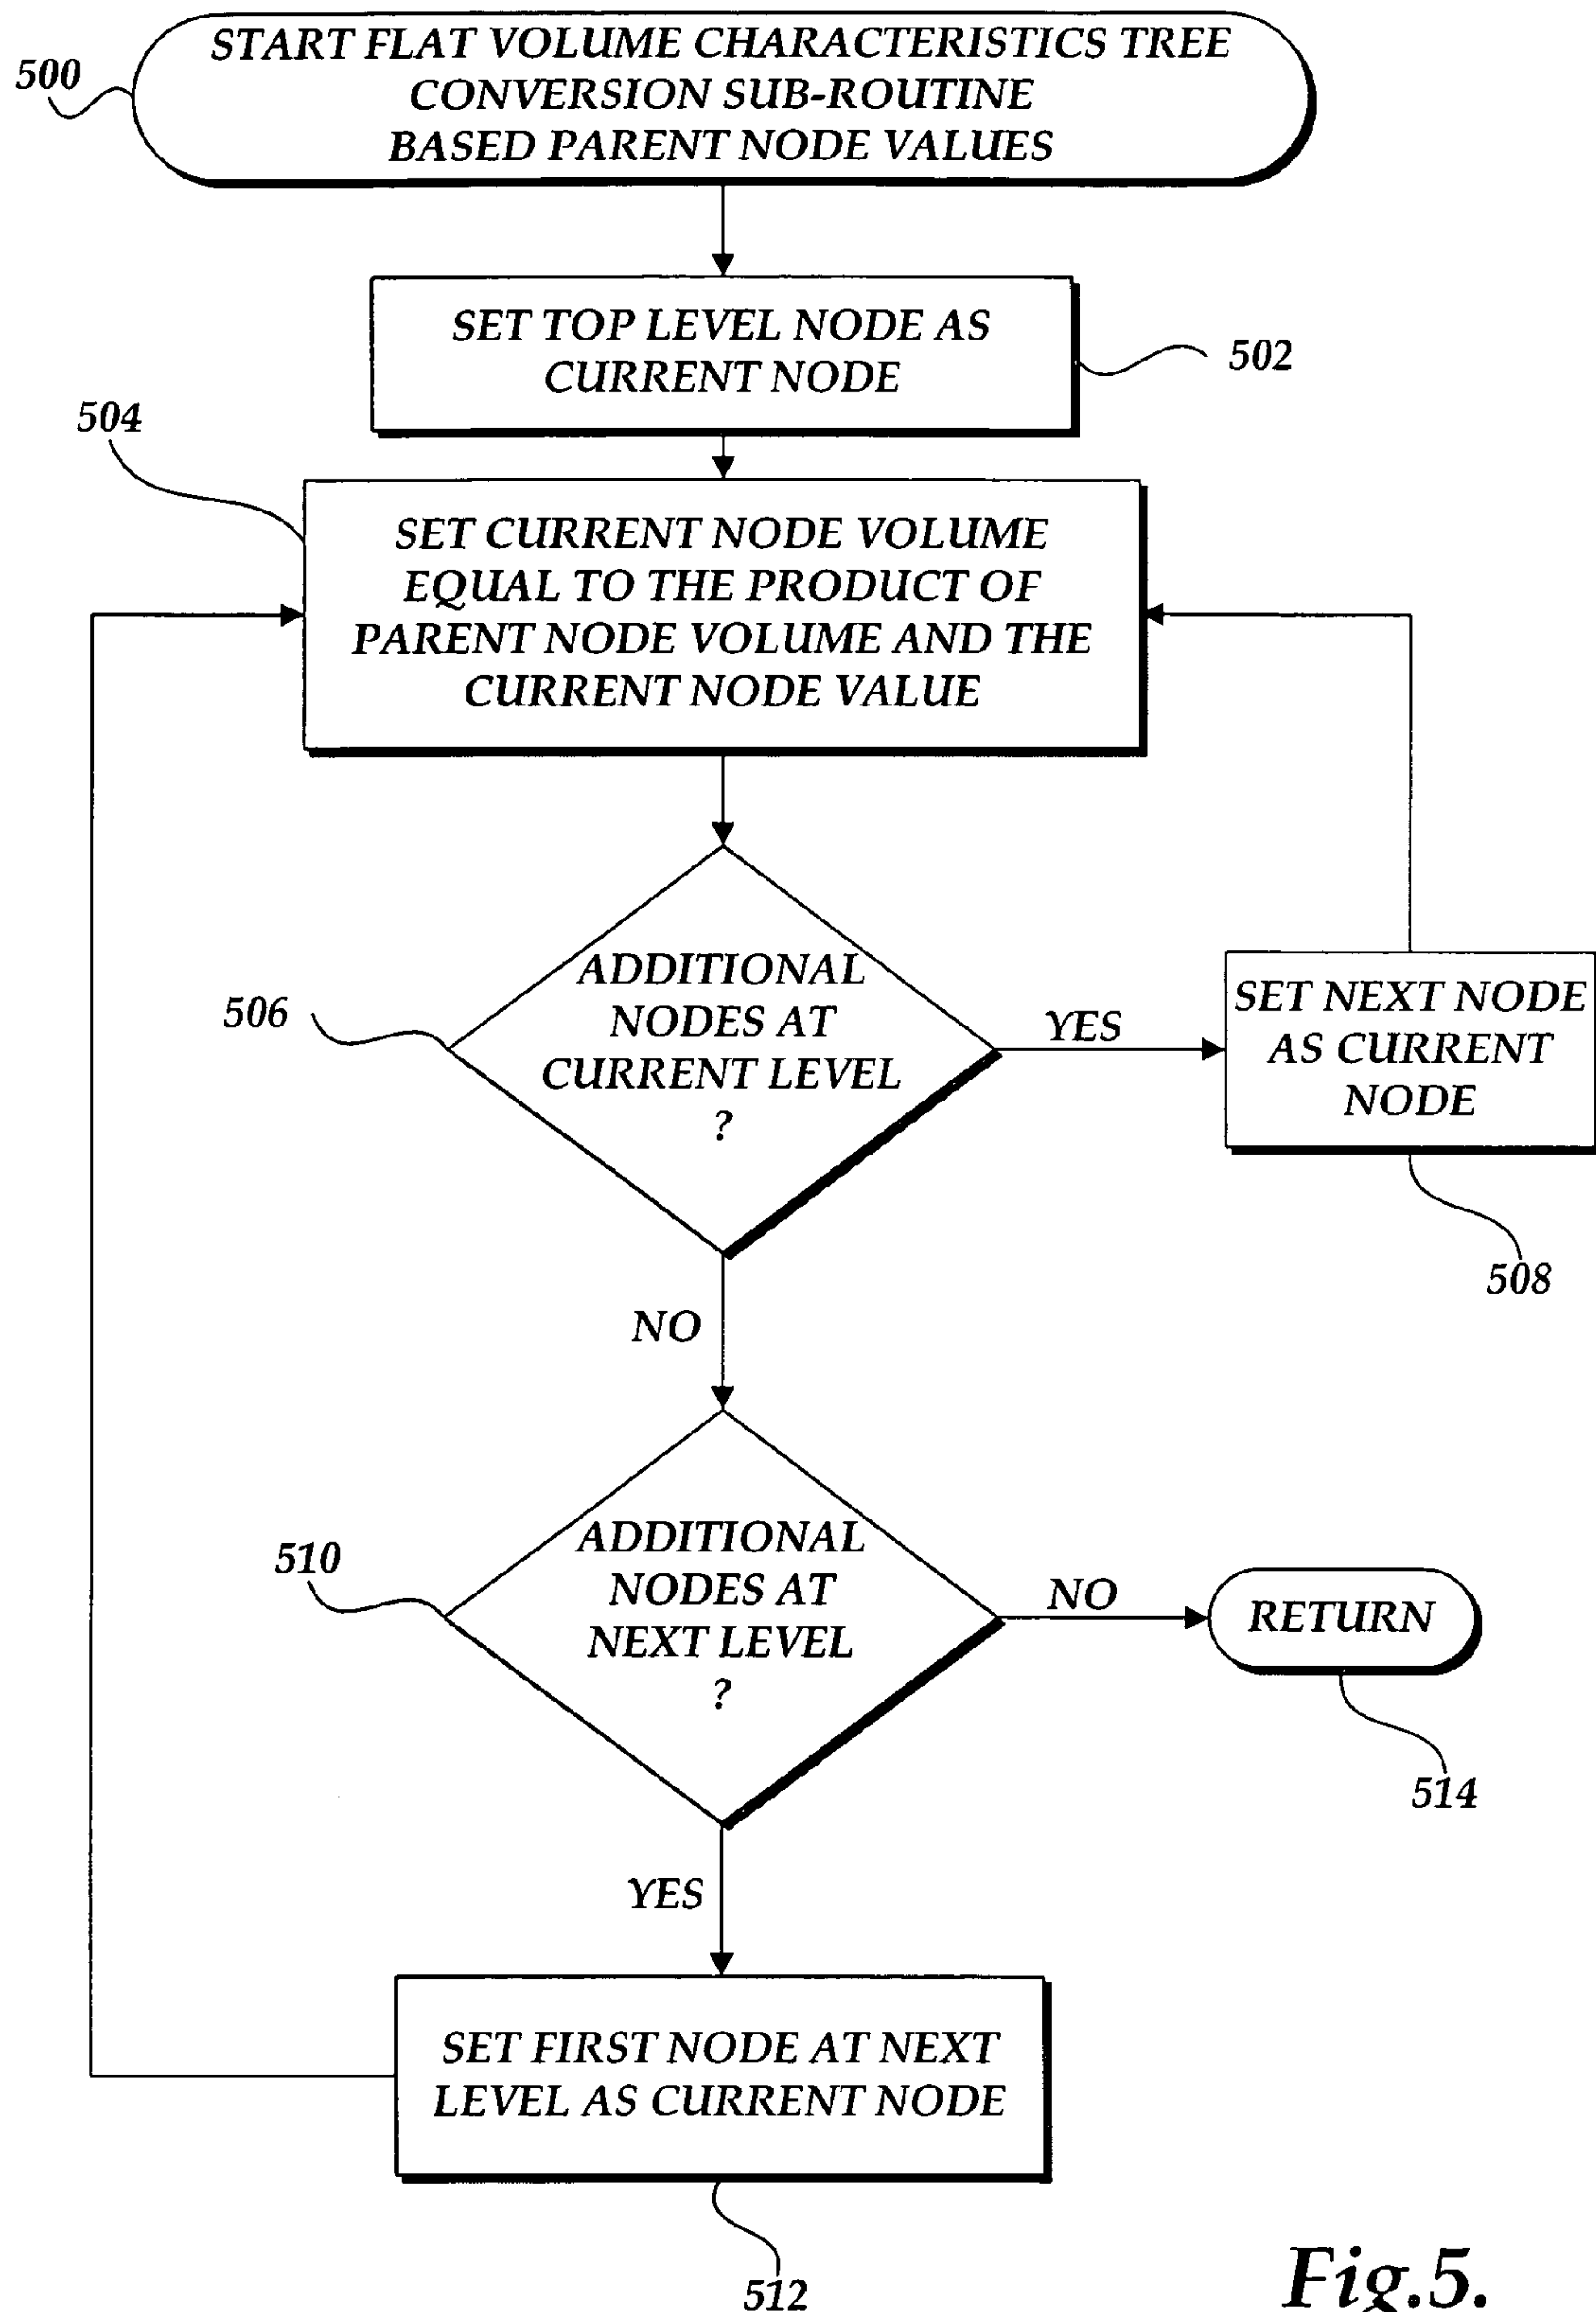 500
START FLAT VOLUME CHARACTERISTICS TREE
CONVERSION SUB-ROUTINE
BASED PARENT NODE VALUES
SET TOP LEVEL NODE AS
CURRENT NODE
502
504
SET CURRENT NODE VOLUME
EQUAL TO THE PRODUCT OF
PARENT NODE VOLUME AND THE
CURRENT NODE VALUE
506
ADDITIONAL
NODES AT
CURRENT LEVEL
?
YES
SET NEXT NODE
AS CURRENT
NODE
508
NO
510
ADDITIONAL
NODES AT
NEXT LEVEL
?
NO
RETURN
514
YES
SET FIRST NODE AT NEXT
LEVEL AS CURRENT NODE
512
Fig.5.